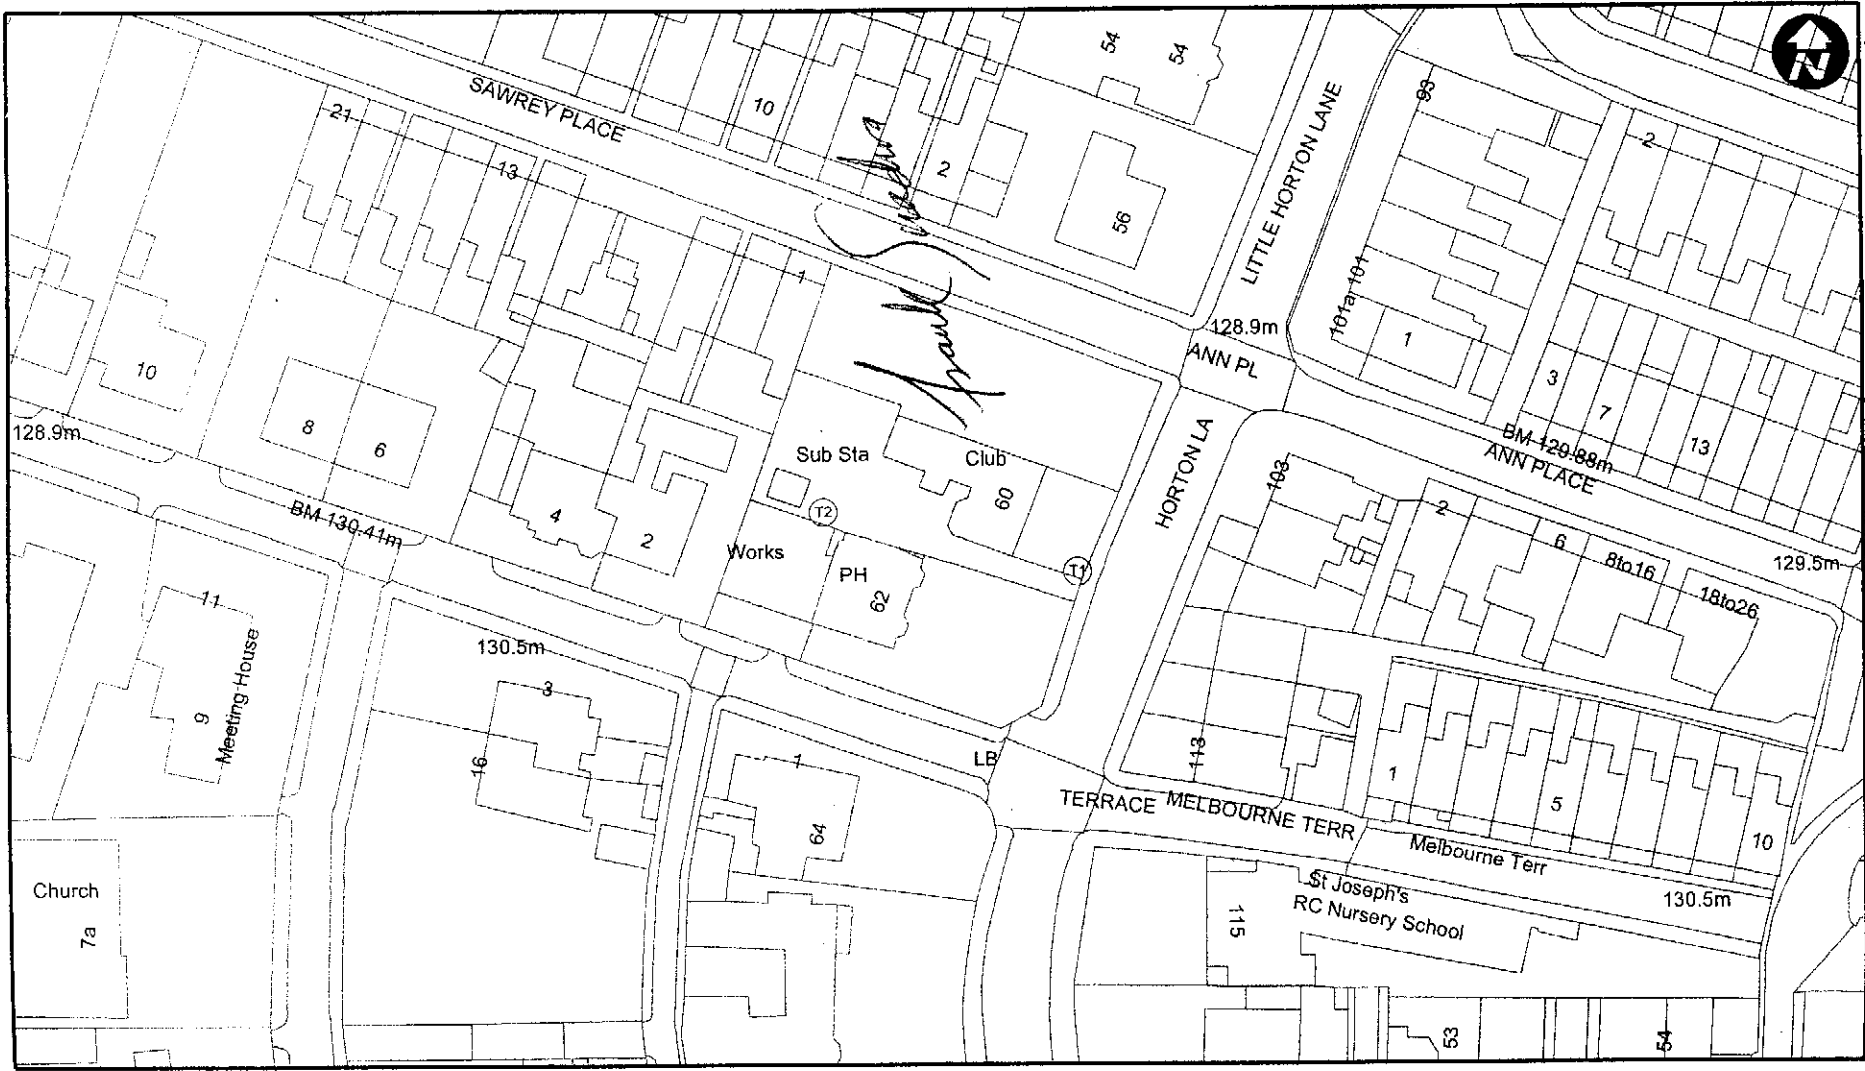 N
54
54
93
SAWREY PLACE
21
10
LITTLE HORTON LANE
2
13
2
56
1
101a, 101
128.9m
1
ANN PL
10
3
7
128.9m
8
6
Sub Sta
Club
HORTON LA
BM 129.88m
13
ANN PLACE
103
60
2
BM 130.41m
4
T2
2
6
8to16
129.5m
Works
PH
T1
18to26
11
62
130.5m
Meeting House
9
3
16
1
LB
113
1
64
TERRACE
MELBOURNE TERR
5
10
Melbourne Terr
Church
St Joseph's
RC Nursery School
130.5m
7a
115
53
54